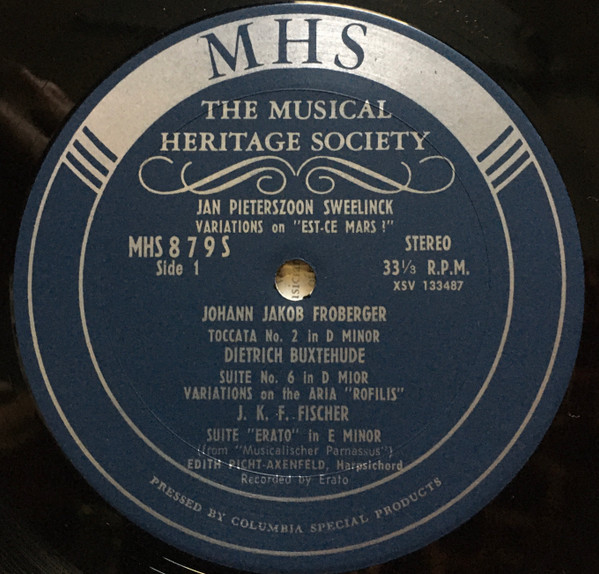 MHS
THE MUSICAL
HERITAGE SOCIETY
JAN PIETERSZOON SWEELINCK
VARIATIONS on "EST-CE MARS !"
MHS 879S
Side 1
STEREO
33⅓ R.P.M.
XSV 133487
JOHANN JAKOB FROBERGER
TOCCATA No. 2 in D MINOR
DIETRICH BUXTEHUDE
SUITE No. 6 in D MIOR
VARIATIONS on the ARIA "ROFILIS"
J. K. F. FISCHER
SUITE "ERATO" in E MINOR
(from "Musicalischer Parnassus")
EDITH PICHT-AXENFELD, Harpsichord
Recorded by Erato
PRESSED BY COLUMBIA SPECIAL PRODUCTS